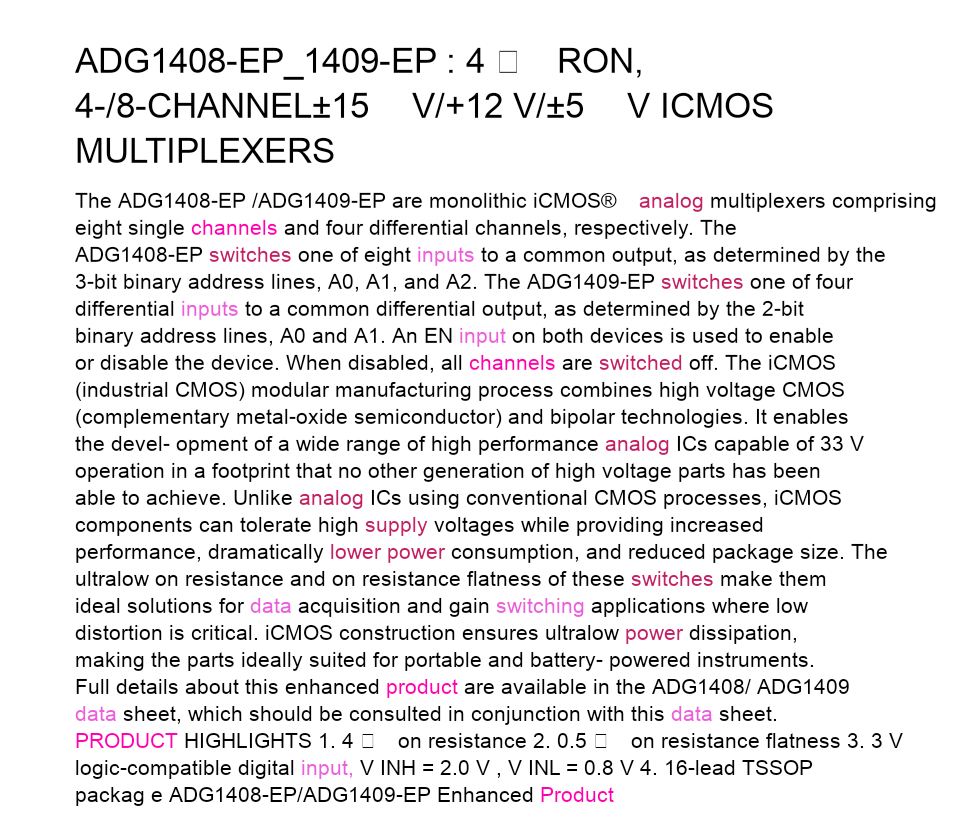 ADG1408-EP_1409-EP : 4 □ RON,
4-/8-CHANNEL±15 V/+12 V/±5 V ICMOS
MULTIPLEXERS
The ADG1408-EP /ADG1409-EP are monolithic iCMOS® analog multiplexers comprising
eight single channels and four differential channels, respectively. The
ADG1408-EP switches one of eight inputs to a common output, as determined by the
3-bit binary address lines, A0, A1, and A2. The ADG1409-EP switches one of four
differential inputs to a common differential output, as determined by the 2-bit
binary address lines, A0 and A1. An EN input on both devices is used to enable
or disable the device. When disabled, all channels are switched off. The iCMOS
(industrial CMOS) modular manufacturing process combines high voltage CMOS
(complementary metal-oxide semiconductor) and bipolar technologies. It enables
the devel- opment of a wide range of high performance analog ICs capable of 33 V
operation in a footprint that no other generation of high voltage parts has been
able to achieve. Unlike analog ICs using conventional CMOS processes, iCMOS
components can tolerate high supply voltages while providing increased
performance, dramatically lower power consumption, and reduced package size. The
ultralow on resistance and on resistance flatness of these switches make them
ideal solutions for data acquisition and gain switching applications where low
distortion is critical. iCMOS construction ensures ultralow power dissipation,
making the parts ideally suited for portable and battery- powered instruments.
Full details about this enhanced product are available in the ADG1408/ ADG1409
data sheet, which should be consulted in conjunction with this data sheet.
PRODUCT HIGHLIGHTS 1. 4 □ on resistance 2. 0.5 □ on resistance flatness 3. 3 V
logic-compatible digital input, V INH = 2.0 V , V INL = 0.8 V 4. 16-lead TSSOP
packag e ADG1408-EP/ADG1409-EP Enhanced Product